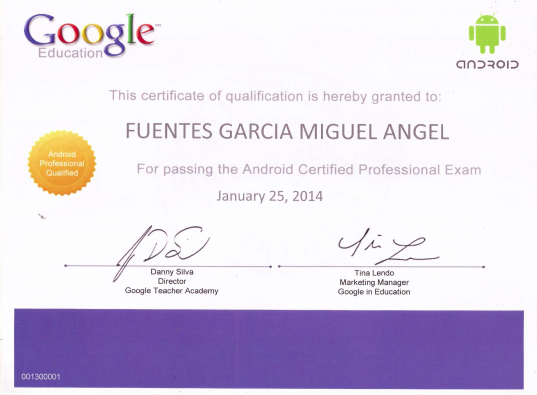 Google™
Education
ANDROID
This certificate of qualification is hereby granted to:
FUENTES GARCIA MIGUEL ANGEL
Android
Professional
Qualified
For passing the Android Certified Professional Exam
January 25, 2014
Danny Silva
Director
Google Teacher Academy
Tina Lendo
Marketing Manager
Google in Education
001300001